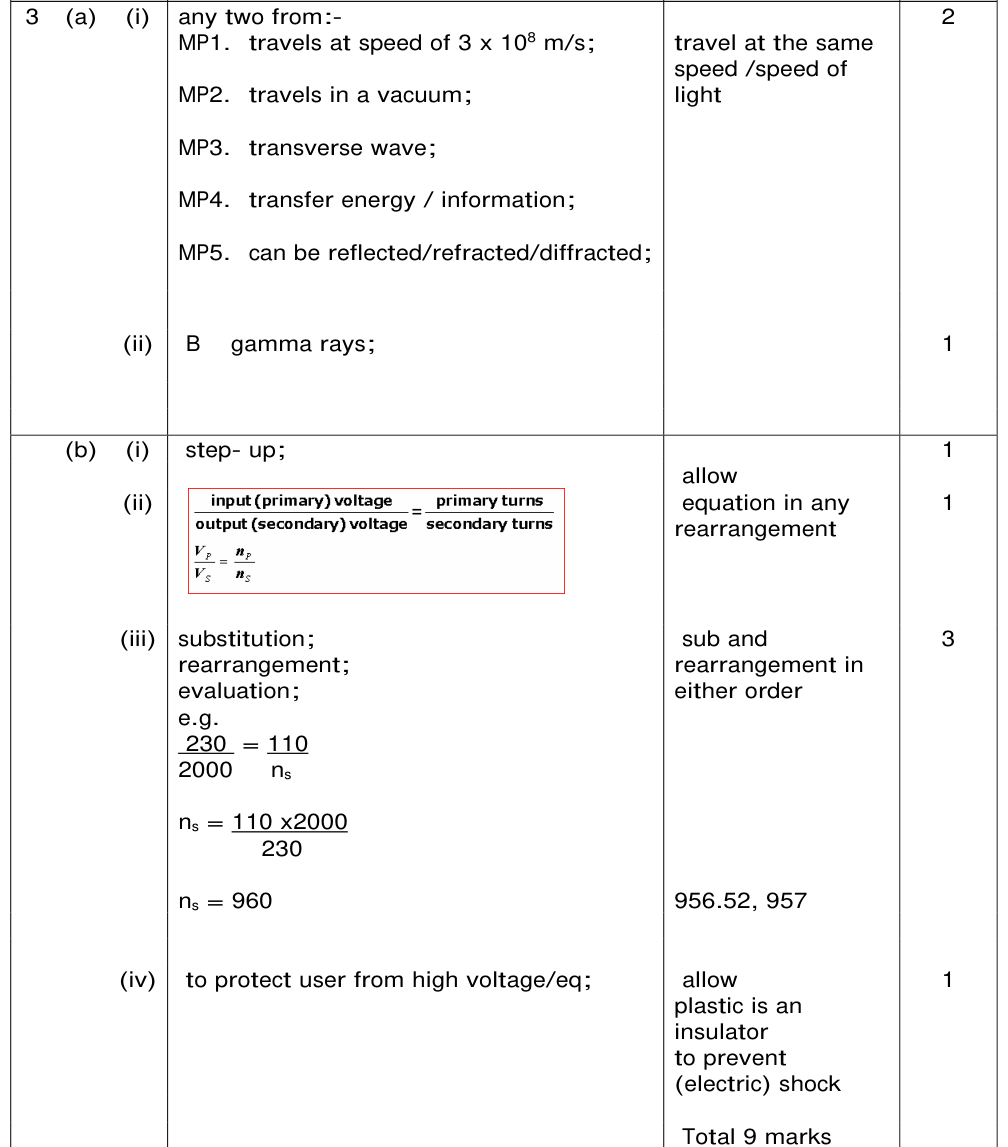 3 (a) (i) any two from:- 2
MP1. travels at speed of 3 x 10⁸ m/s; travel at the same
speed /speed of
MP2. travels in a vacuum; light
MP3. transverse wave;
MP4. transfer energy / information;
MP5. can be reflected/refracted/diffracted;
(ii) B gamma rays; 1
(b) (i) step- up; 1
allow
(ii) input (primary) voltage / output (secondary) voltage = primary turns / secondary turns equation in any 1
rearrangement
V_P / V_S = n_P / n_S
(iii) substitution; sub and 3
rearrangement; rearrangement in
evaluation; either order
e.g.
230 = 110
2000 nₛ
nₛ = 110 x2000
230
nₛ = 960 956.52, 957
(iv) to protect user from high voltage/eq; allow 1
plastic is an
insulator
to prevent
(electric) shock
Total 9 marks